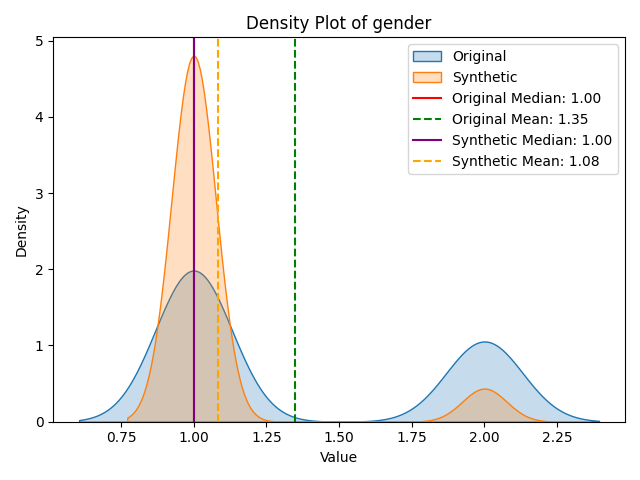 Density Plot of gender
Density
5
4
3
2
1
0
Original
Synthetic
Original Median: 1.00
Original Mean: 1.35
Synthetic Median: 1.00
Synthetic Mean: 1.08
0.75 1.00 1.25 1.50 1.75 2.00 2.25
Value